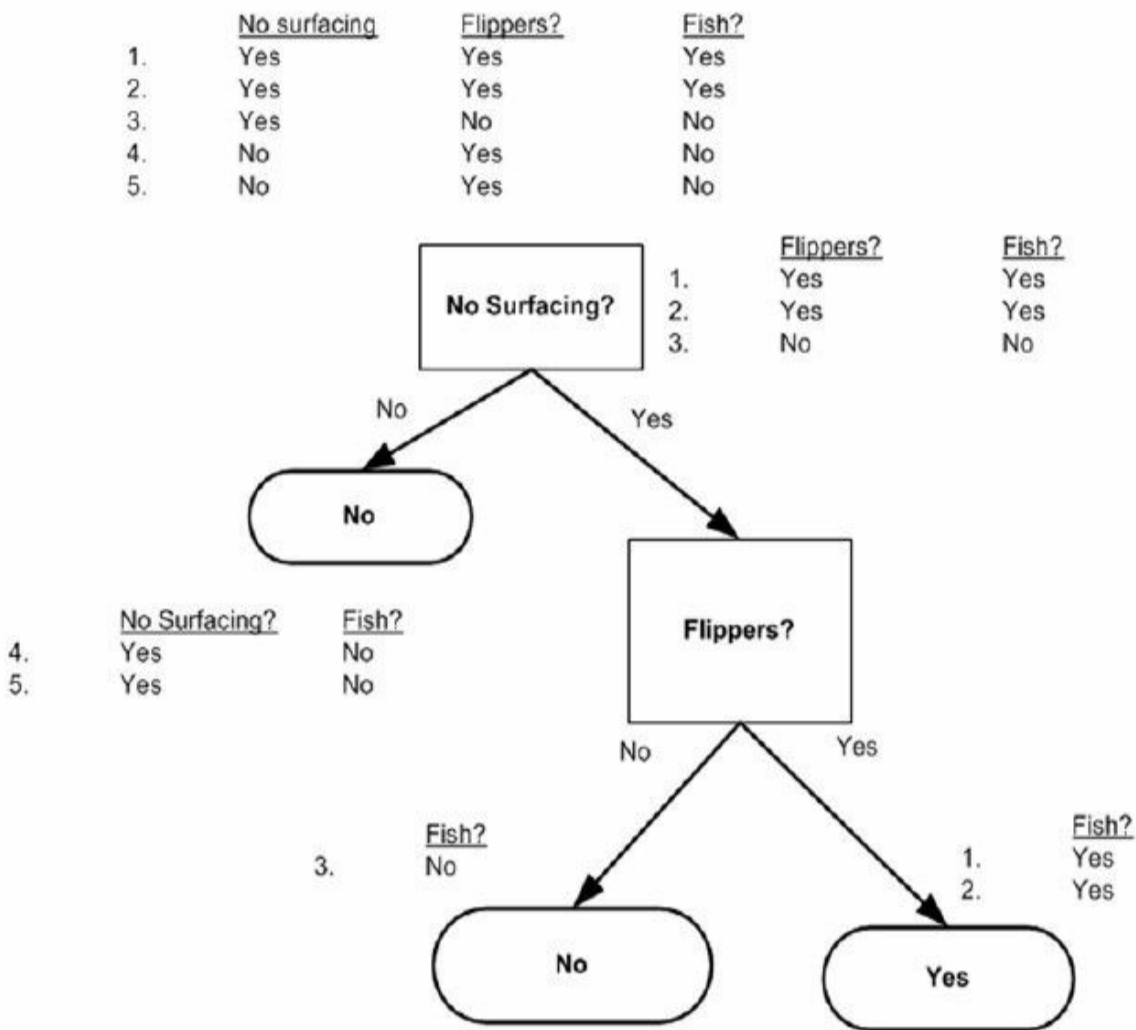 No surfacing Flippers? Fish?
1. Yes Yes Yes
2. Yes Yes Yes
3. Yes No No
4. No Yes No
5. No Yes No
Flippers? Fish?
1. Yes Yes
2. Yes Yes
3. No No
No Surfacing?
No
Yes
No
No Surfacing? Fish?
4. Yes No
5. Yes No
Flippers?
No
Yes
Fish?
3. No
Fish?
1. Yes
2. Yes
No
Yes